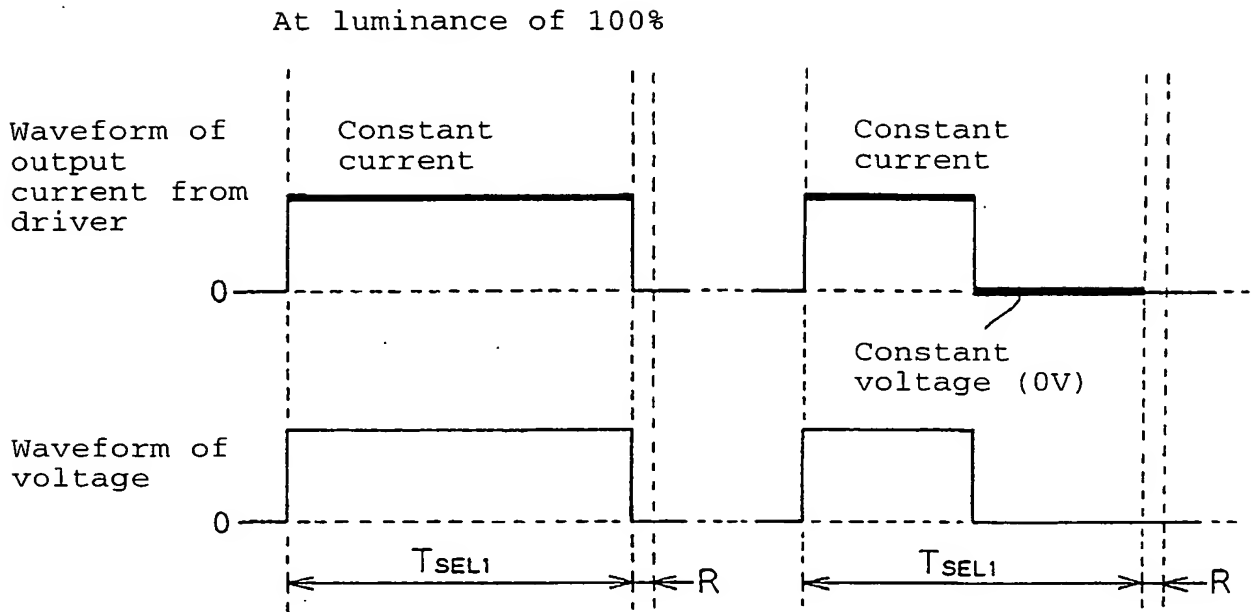 At luminance of 100%
Waveform of
output
current from
driver
Constant
current
Constant
current
0
Constant
voltage (0V)
Waveform of
voltage
0
TSEL1
R
TSEL1
R